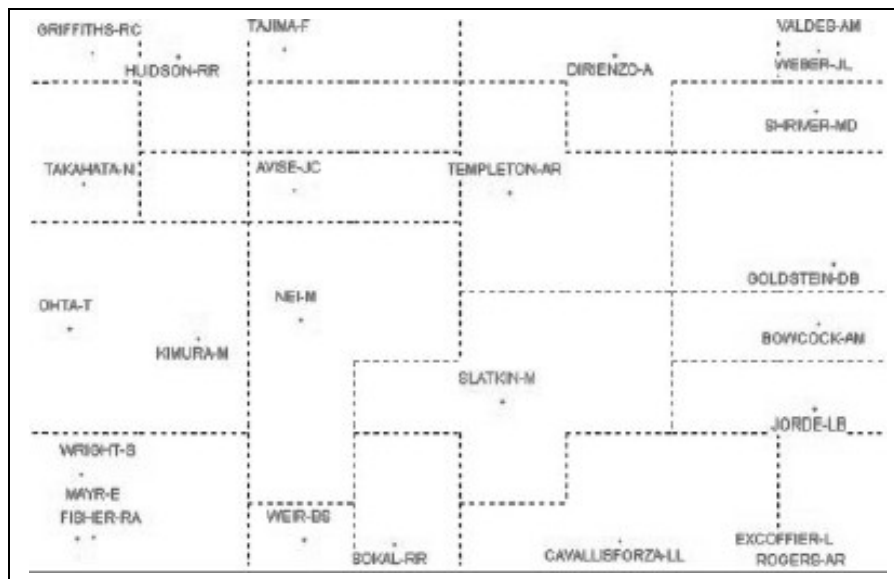 GRIFFITHS-RC
TAJIMA-F
VALDES-AM
HUDSON-RR
DIRIENZO-A
WEBER-JL
SHRIVER-MD
TAKAHATA-N
AVISE-JC
TEMPLETON-AR
GOLDSTEIN-DB
OHTA-T
NEI-M
KIMURA-M
BOWCOCK-AM
SLATKIN-M
JORDE-LB
WRIGHT-S
MAYR-E
FISHER-RA
WEIR-BS
SOKAL-RR
CAVALLISFORZA-LL
EXCOFFIER-L
ROGERS-AR